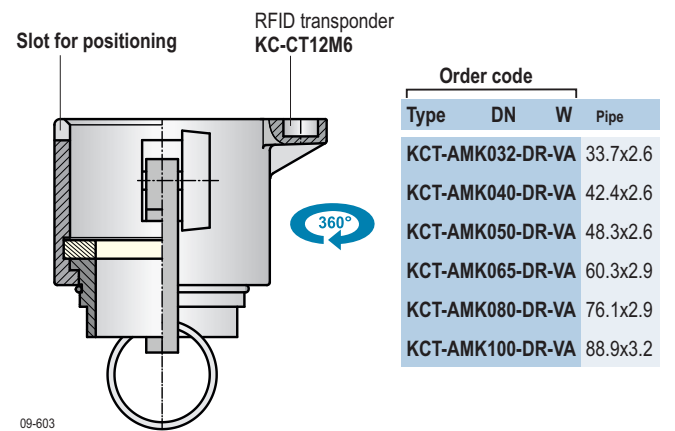 Slot for positioning
RFID transponder
KC-CT12M6
Order code
Type DN W Pipe
KCT-AMK032-DR-VA 33.7x2.6
KCT-AMK040-DR-VA 42.4x2.6
KCT-AMK050-DR-VA 48.3x2.6
KCT-AMK065-DR-VA 60.3x2.9
KCT-AMK080-DR-VA 76.1x2.9
KCT-AMK100-DR-VA 88.9x3.2
360°
09-603